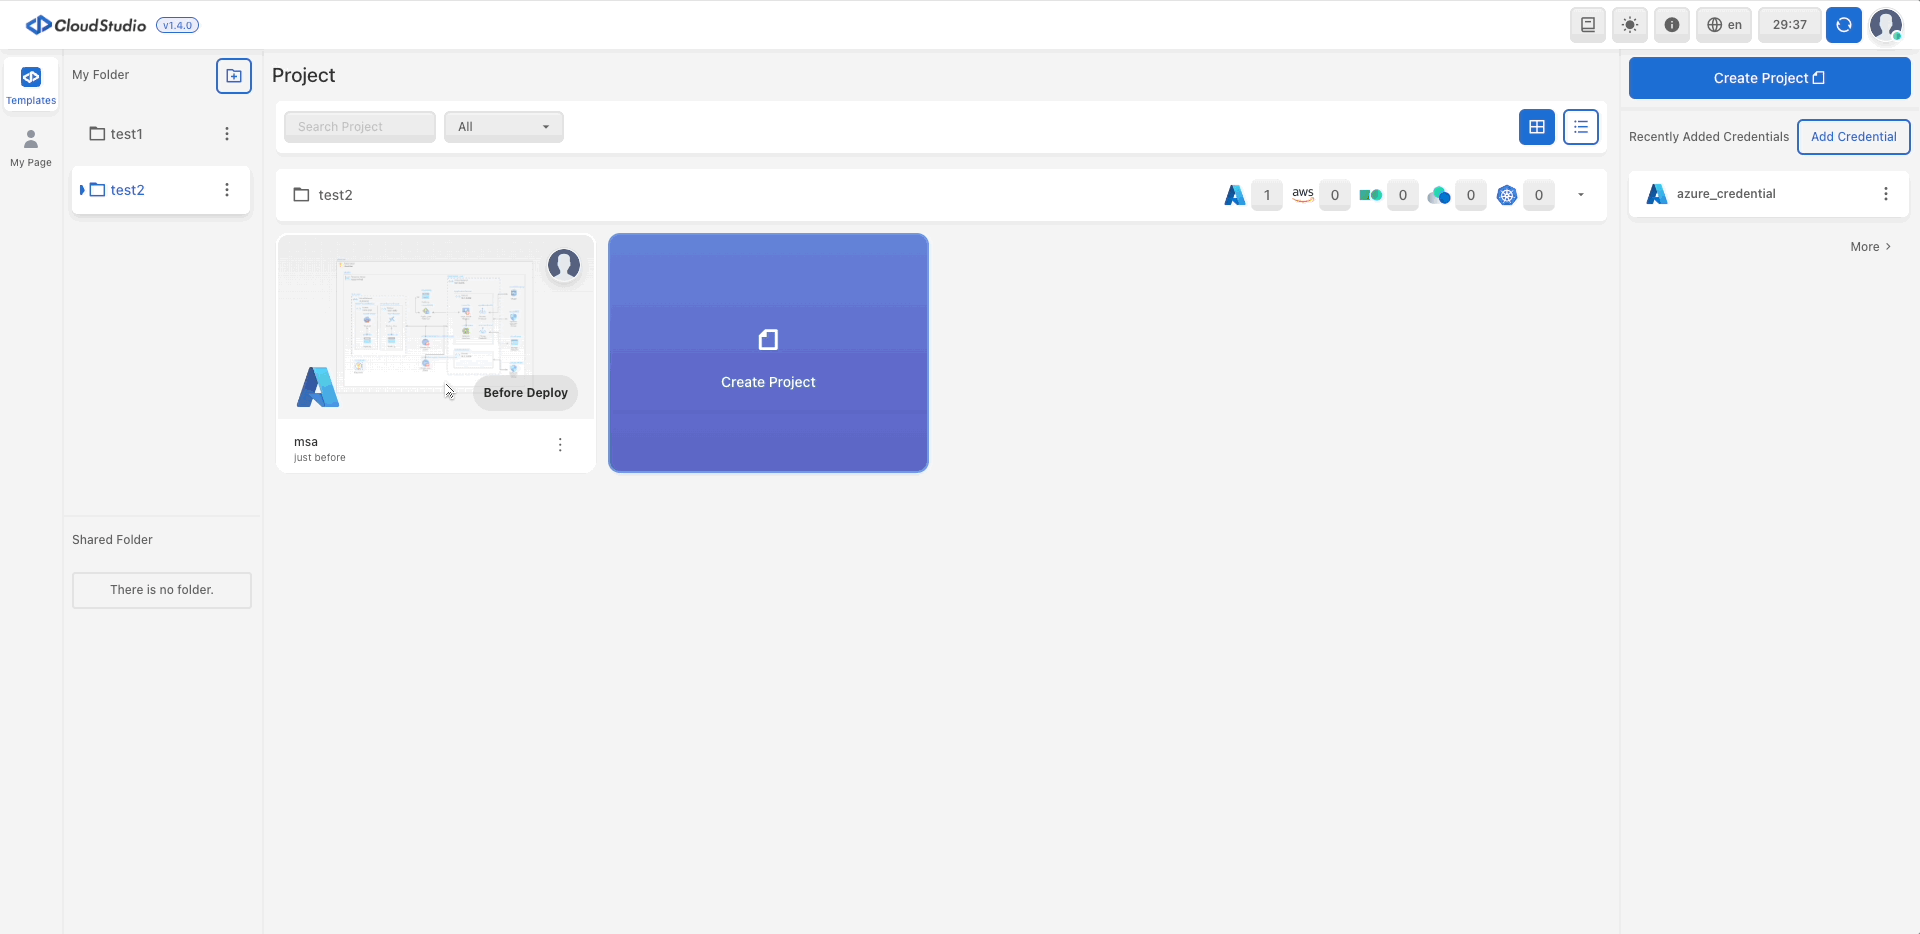 CloudStudio v1.4.0
en
29:37
Templates
My Page
My Folder
test1
test2
Shared Folder
There is no folder.
Project
Search Project
All
test2
1
aws
0
0
0
0
Before Deploy
msa
just before
Create Project
Create Project
Recently Added Credentials
Add Credential
azure_credential
More